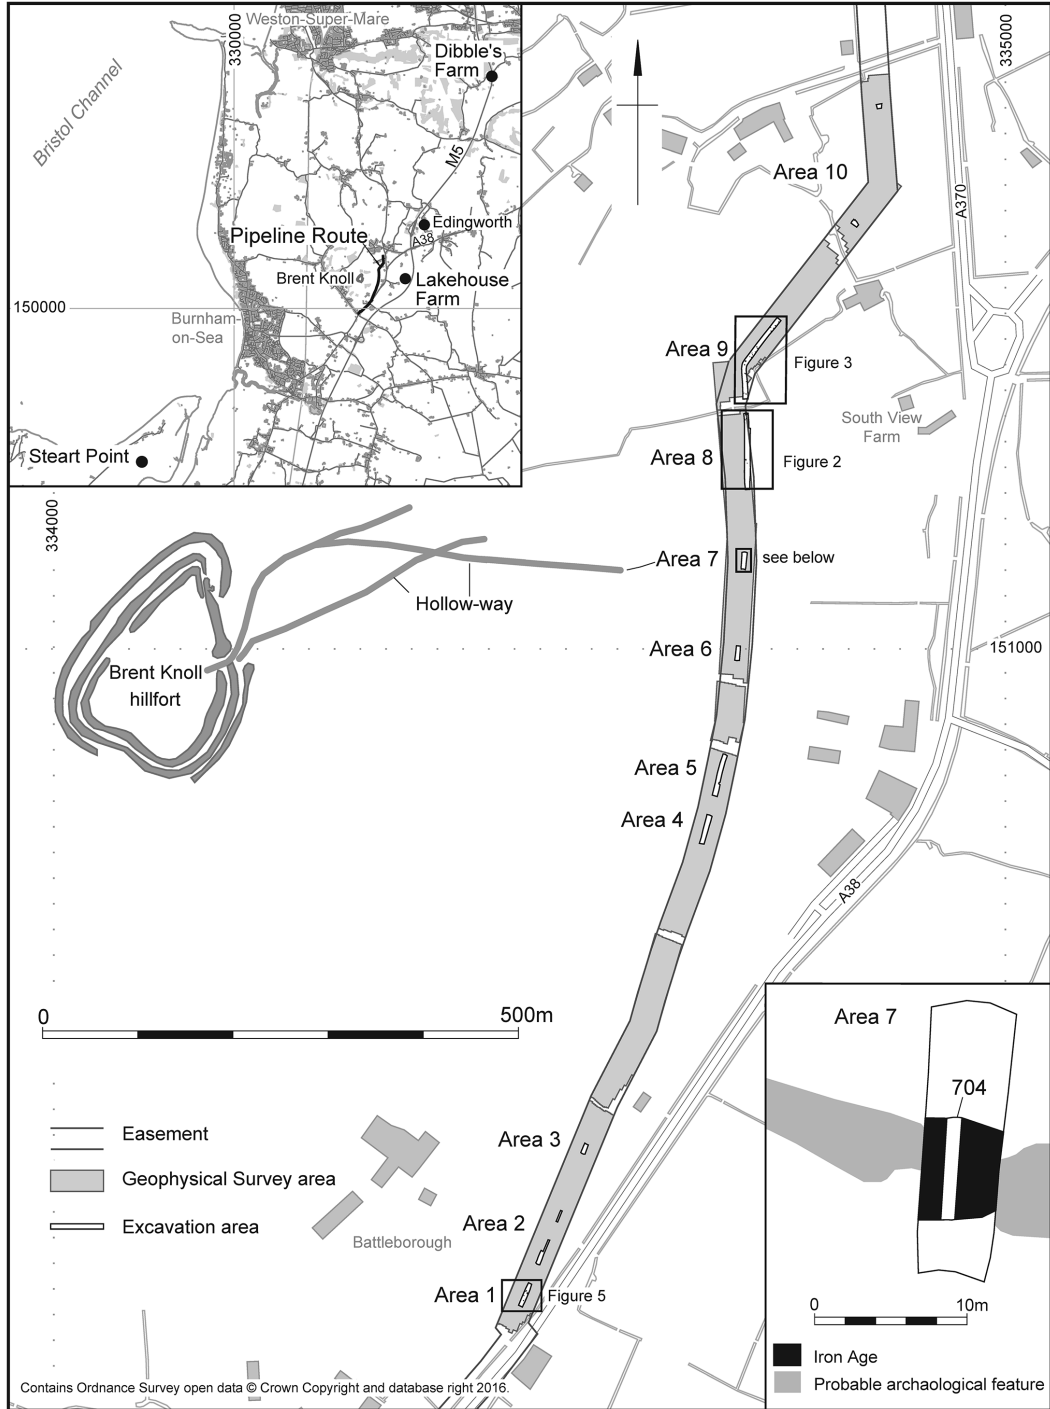 330000
Weston-Super-Mare
Dibble's
Farm
Bristol Channel
M5
Edingworth
A38
Pipeline Route
Brent Knoll
Lakehouse
Farm
150000
Burnham-
on-Sea
Steart Point
335000
A370
Area 10
Area 9
Figure 3
South View
Farm
Area 8
Figure 2
334000
Area 7
see below
Hollow-way
Area 6
151000
Brent Knoll
hillfort
Area 5
Area 4
A38
0
500m
Easement
Geophysical Survey area
Excavation area
Area 3
Area 2
Battleborough
Area 1
Figure 5
Area 7
704
0
10m
Iron Age
Probable archaological feature
Contains Ordnance Survey open data © Crown Copyright and database right 2016.